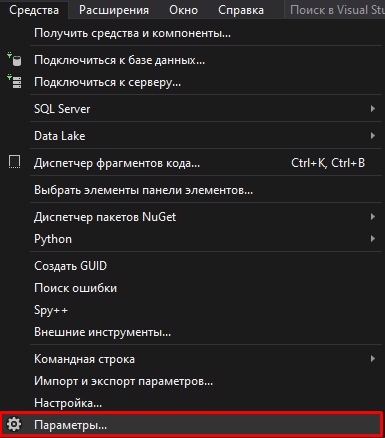 Средства Расширения Окно Справка Поиск в Visual Stu
Получить средства и компоненты...
Подключиться к базе данных...
Подключиться к серверу...
SQL Server
Data Lake
Диспетчер фрагментов кода... Ctrl+K, Ctrl+B
Выбрать элементы панели элементов...
Диспетчер пакетов NuGet
Python
Создать GUID
Поиск ошибки
Spy++
Внешние инструменты...
Командная строка
Импорт и экспорт параметров...
Настройка...
Параметры...